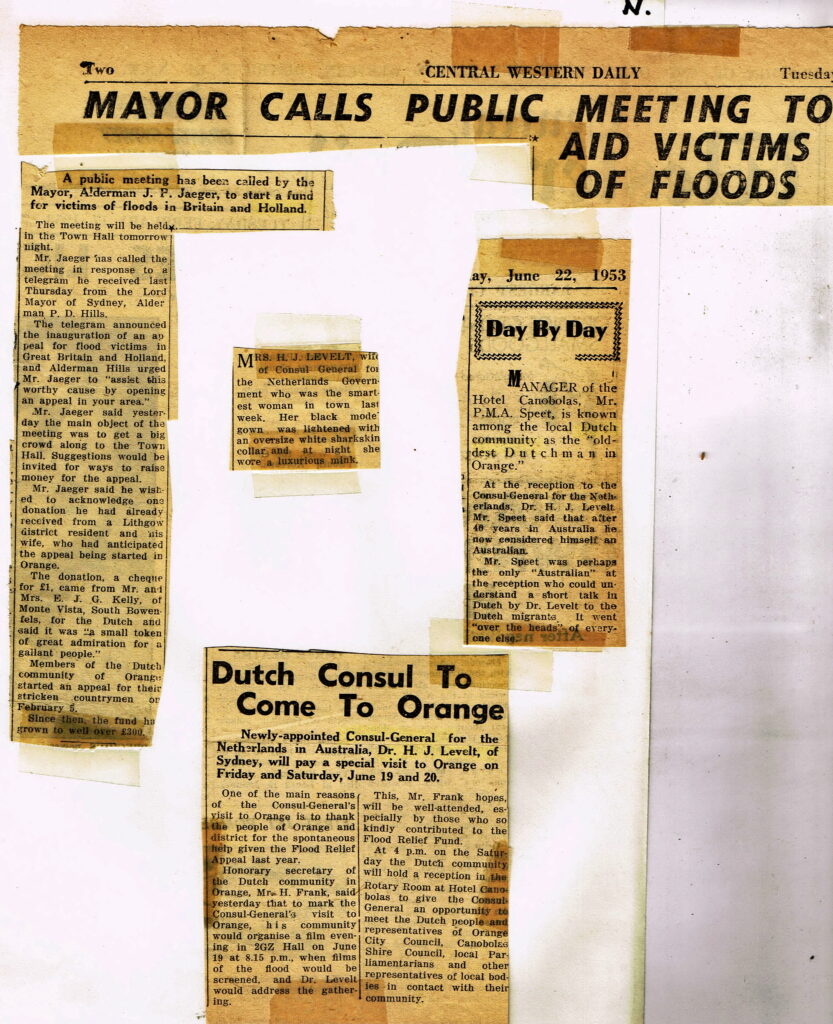 N.
Two
CENTRAL WESTERN DAILY
Tuesday
MAYOR CALLS PUBLIC MEETING TO
AID VICTIMS
OF FLOODS
A public meeting has been called by the
Mayor, Alderman J. P. Jaeger, to start a fund
for victims of floods in Britain and Holland.
The meeting will be held
in the Town Hall tomorrow
night.
Mr. Jaeger has called the
meeting in response to a
telegram he received last
Thursday from the Lord
Mayor of Sydney, Alder
man P. D. Hills.
The telegram announced
the inauguration of an ap
peal for flood victims in
Great Britain and Holland,
and Alderman Hills urged
Mr. Jaeger to "assist this
worthy cause by opening
an appeal in your area."
Mr. Jaeger said yester-
day the main object of the
meeting was to get a big
crowd along to the Town
Hall. Suggestions would be
invited for ways to raise
money for the appeal.
Mr. Jaeger said he wish-
ed to acknowledge one
donation he had already
received from a Lithgow
district resident and his
wife, who had anticipated
the appeal being started in
Orange.
The donation, a cheque
for £1, came from Mr. and
Mrs. E. J. G. Kelly, of
Monte Vista, South Bowen-
fels, for the Dutch and
said it was "a small token
of great admiration for a
gallant people."
Members of the Dutch
community of Orange
started an appeal for their
stricken countrymen on
February 5.
Since then, the fund ha
grown to well over £300.
MRS. H. J. LEVELT, wife
of Consul General for
the Netherlands Govern-
ment who was the smart-
est woman in town last
week. Her black mode
gown was lightened with
an oversize white sharkskin
collar and at night she
wore a luxurious mink.
ay, June 22, 1953
Day By Day
MANAGER of the
Hotel Canobolas, Mr.
P.M.A. Speet, is known
among the local Dutch
community as the "old-
dest Dutchman in
Orange."
At the reception to the
Consul-General for the Neth-
erlands, Dr. H. J. Levelt
Mr. Speet said that after
40 years in Australia he
now considered himself an
Australian.
Mr. Speet was perhaps
the only "Australian" at
the reception who could un-
derstand a short talk in
Dutch by Dr. Levelt to the
Dutch migrants. It went
"over the heads" of every-
one else.
Dutch Consul To
Come To Orange
Newly-appointed Consul-General for the
Netherlands in Australia, Dr. H. J. Levelt, of
Sydney, will pay a special visit to Orange on
Friday and Saturday, June 19 and 20.
One of the main reasons
of the Consul-General's
visit to Orange is to thank
the people of Orange and
district for the spontaneous
help given the Flood Relief
Appeal last year.
Honorary secretary of
the Dutch community in
Orange, Mr. H. Frank, said
yesterday that to mark the
Consul-General's visit to
Orange, his community
would organise a film even-
ing in 2GZ Hall on June
19 at 8.15 p.m., when films
of the flood would be
screened, and Dr. Levelt
would address the gather-
ing.
This, Mr. Frank hopes,
will be well-attended, es-
pecially by those who so
kindly contributed to the
Flood Relief Fund.
At 4 p.m. on the Satur-
day the Dutch community
will hold a reception in the
Rotary Room at Hotel Cano-
bolas to give the Consul-
General an opportunity to
meet the Dutch people and
representatives of Orange
City Council, Canobolas
Shire Council, local Par-
liamentarians and other
representatives of local bod-
ies in contact with their
community.